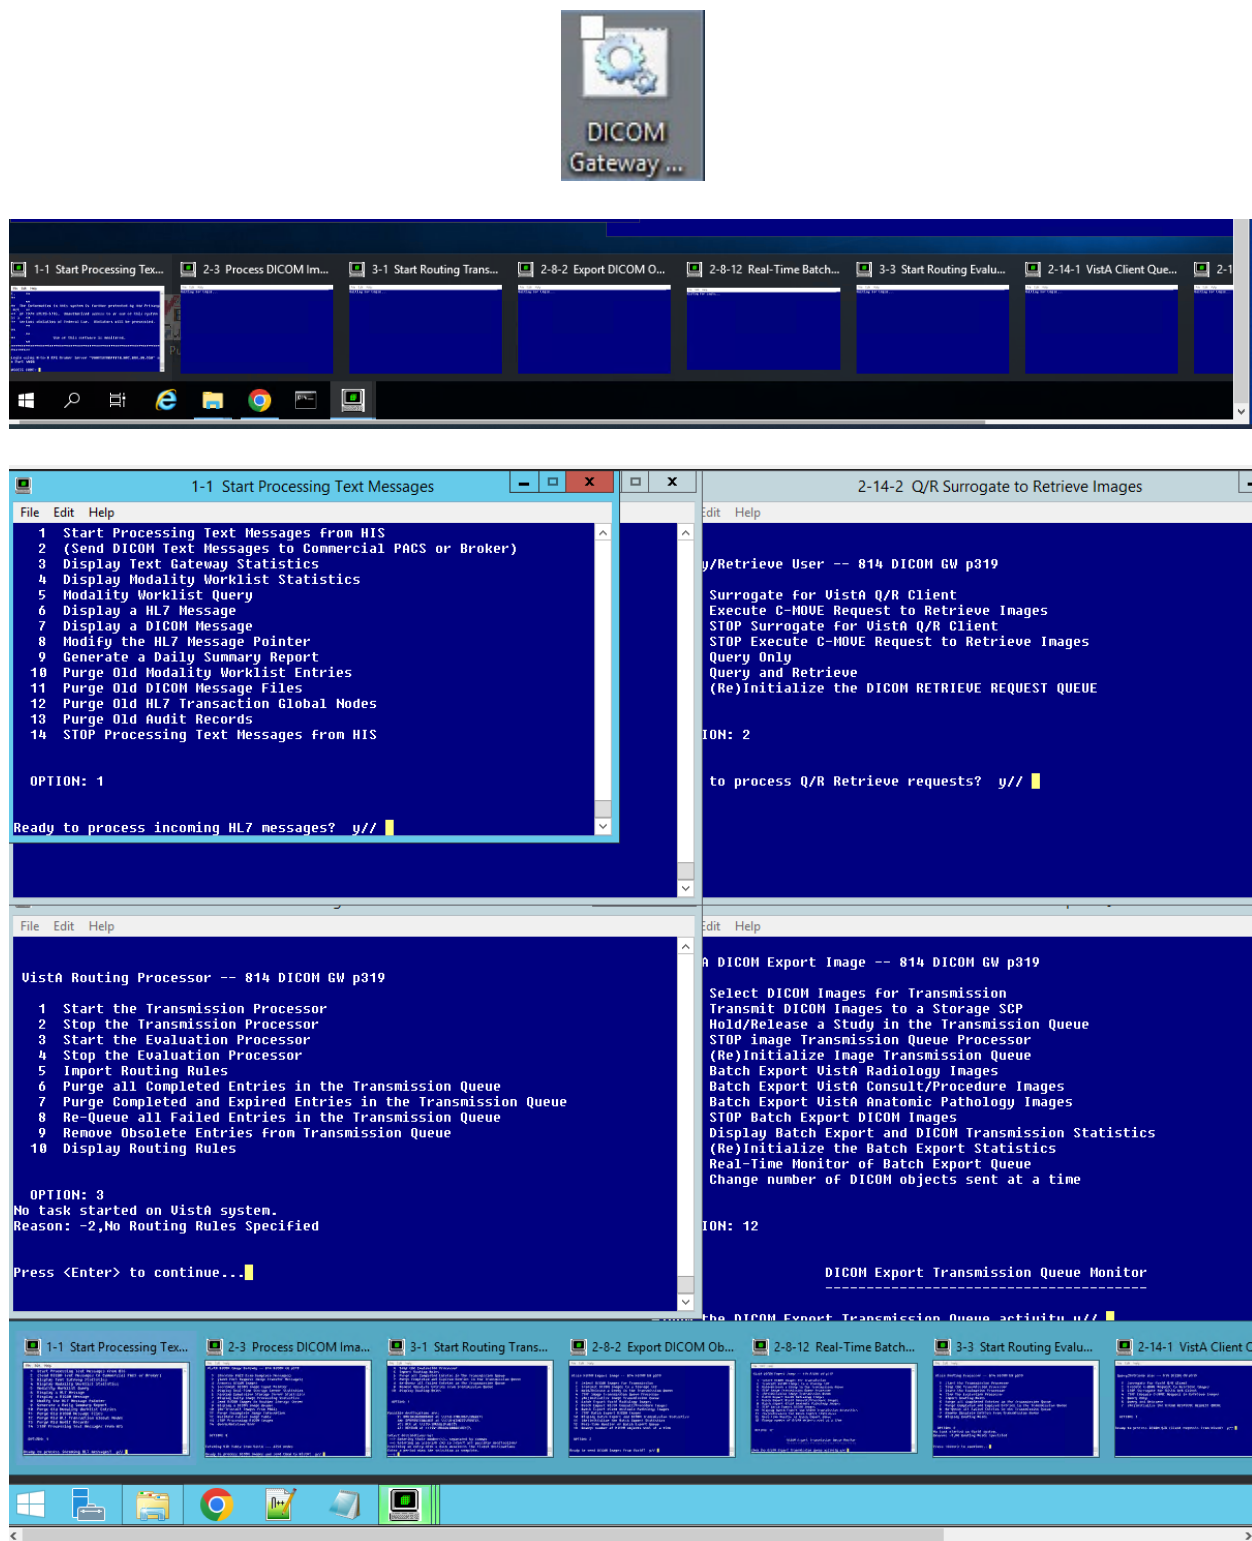 DICOM
Gateway ...
1-1 Start Processing Tex...
2-3 Process DICOM Im...
3-1 Start Routing Trans...
2-8-2 Export DICOM O...
2-8-12 Real-Time Batch...
3-3 Start Routing Evalu...
2-14-1 VistA Client Que...
2-1
1-1 Start Processing Text Messages
File Edit Help
1 Start Processing Text Messages from HIS
2 (Send DICOM Text Messages to Commercial PACS or Broker)
3 Display Text Gateway Statistics
4 Display Modality Worklist Statistics
5 Modality Worklist Query
6 Display a HL7 Message
7 Display a DICOM Message
8 Modify the HL7 Message Pointer
9 Generate a Daily Summary Report
10 Purge Old Modality Worklist Entries
11 Purge Old DICOM Message Files
12 Purge Old HL7 Transaction Global Nodes
13 Purge Old Audit Records
14 STOP Processing Text Messages from HIS
OPTION: 1
Ready to process incoming HL7 messages? y//
2-14-2 Q/R Surrogate to Retrieve Images
Edit Help
y/Retrieve User -- 814 DICOM GW p319
Surrogate for VistA Q/R Client
Execute C-MOVE Request to Retrieve Images
STOP Surrogate for VistA Q/R Client
STOP Execute C-MOVE Request to Retrieve Images
Query Only
Query and Retrieve
(Re)Initialize the DICOM RETRIEVE REQUEST QUEUE
ION: 2
to process Q/R Retrieve requests? y//
File Edit Help
VistA Routing Processor -- 814 DICOM GW p319
1 Start the Transmission Processor
2 Stop the Transmission Processor
3 Start the Evaluation Processor
4 Stop the Evaluation Processor
5 Import Routing Rules
6 Purge all Completed Entries in the Transmission Queue
7 Purge Completed and Expired Entries in the Transmission Queue
8 Re-Queue all Failed Entries in the Transmission Queue
9 Remove Obsolete Entries from Transmission Queue
10 Display Routing Rules
OPTION: 3
No task started on VistA system.
Reason: -2,No Routing Rules Specified
Press <Enter> to continue...
Edit Help
A DICOM Export Image -- 814 DICOM GW p319
Select DICOM Images for Transmission
Transmit DICOM Images to a Storage SCP
Hold/Release a Study in the Transmission Queue
STOP image Transmission Queue Processor
(Re)Initialize Image Transmission Queue
Batch Export VistA Radiology Images
Batch Export VistA Consult/Procedure Images
Batch Export VistA Anatomic Pathology Images
STOP Batch Export DICOM Images
Display Batch Export and DICOM Transmission Statistics
(Re)Initialize the Batch Export Statistics
Real-Time Monitor of Batch Export Queue
Change number of DICOM objects sent at a time
ION: 12
DICOM Export Transmission Queue Monitor
---------------------------------------
the DICOM Export Transmission Queue activity y//
1-1 Start Processing Tex...
2-3 Process DICOM Ima...
3-1 Start Routing Trans...
2-8-2 Export DICOM Ob...
2-8-12 Real-Time Batch...
3-3 Start Routing Evalu...
2-14-1 VistA Client Q